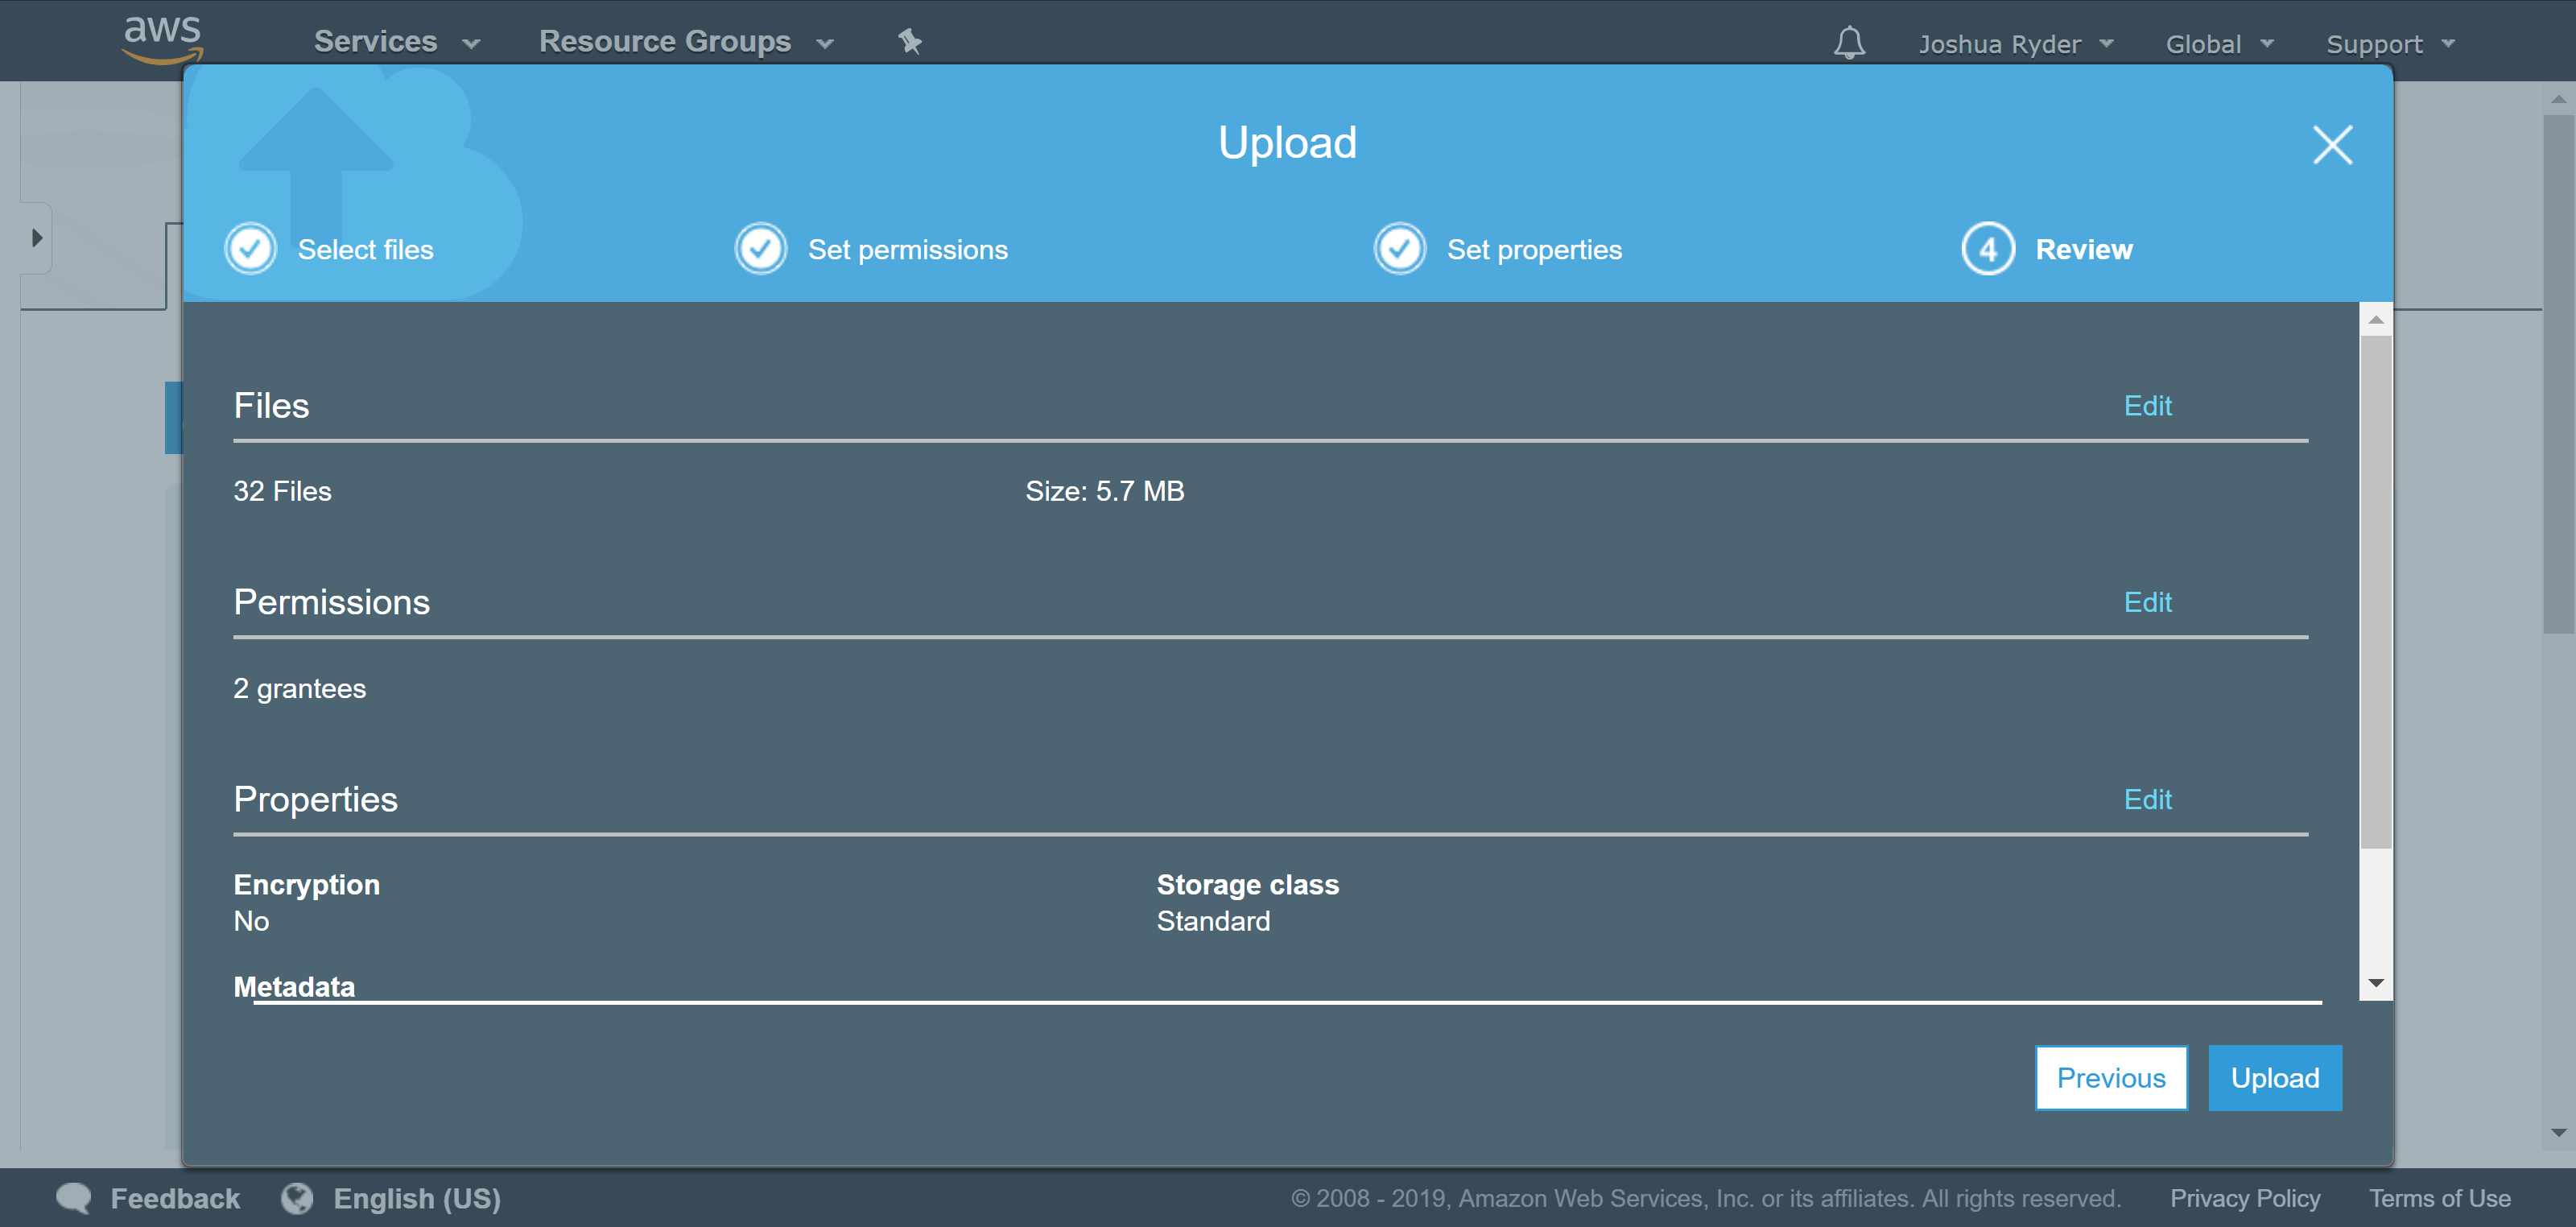 aws Services Resource Groups Joshua Ryder Global Support
Upload
Select files Set permissions Set properties 4 Review
Files Edit
32 Files Size: 5.7 MB
Permissions Edit
2 grantees
Properties Edit
Encryption Storage class
No Standard
Metadata
Previous Upload
Feedback English (US) © 2008 - 2019, Amazon Web Services, Inc. or its affiliates. All rights reserved. Privacy Policy Terms of Use